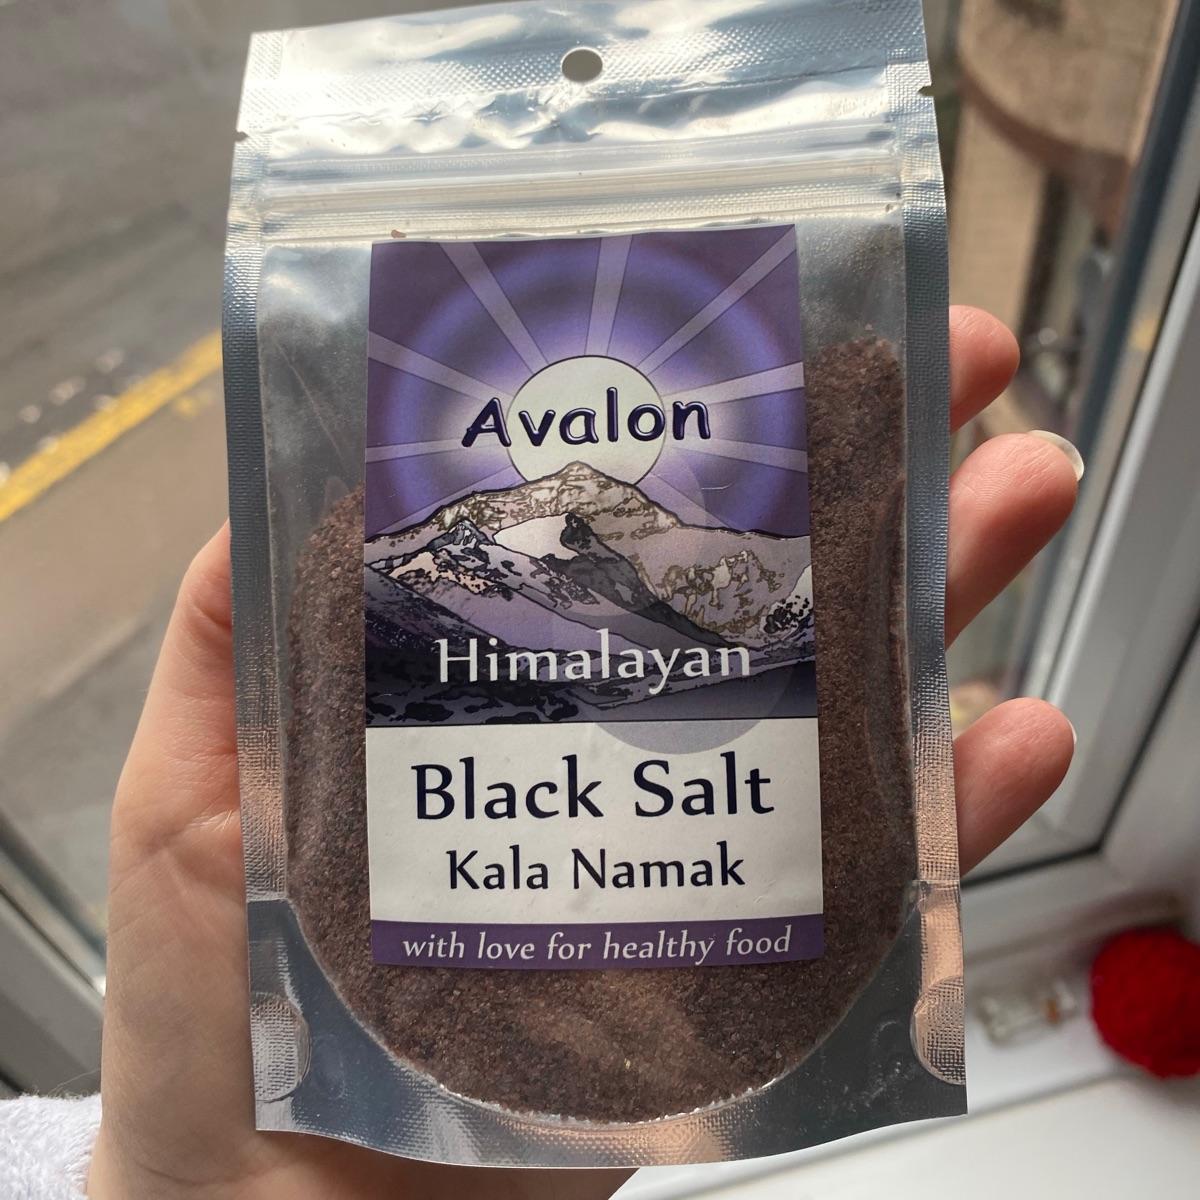 Avalon
Himalayan
Black Salt
Kala Namak
with love for healthy food